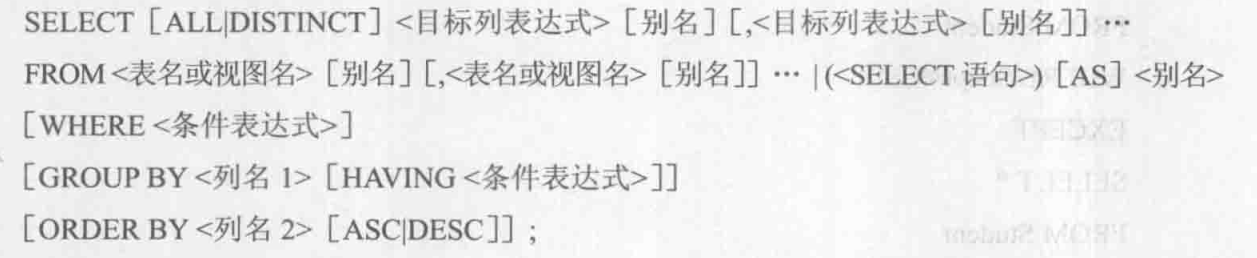 SELECT [ALL|DISTINCT] <目标列表达式> [别名] [,<目标列表达式> [别名]] …
FROM <表名或视图名> [别名] [,<表名或视图名> [别名]] … |(<SELECT 语句>) [AS] <别名>
[WHERE <条件表达式>]
[GROUP BY <列名 1> [HAVING <条件表达式>]]
[ORDER BY <列名 2> [ASC|DESC]] ;
EXCEPT
SELECT *
FROM Student